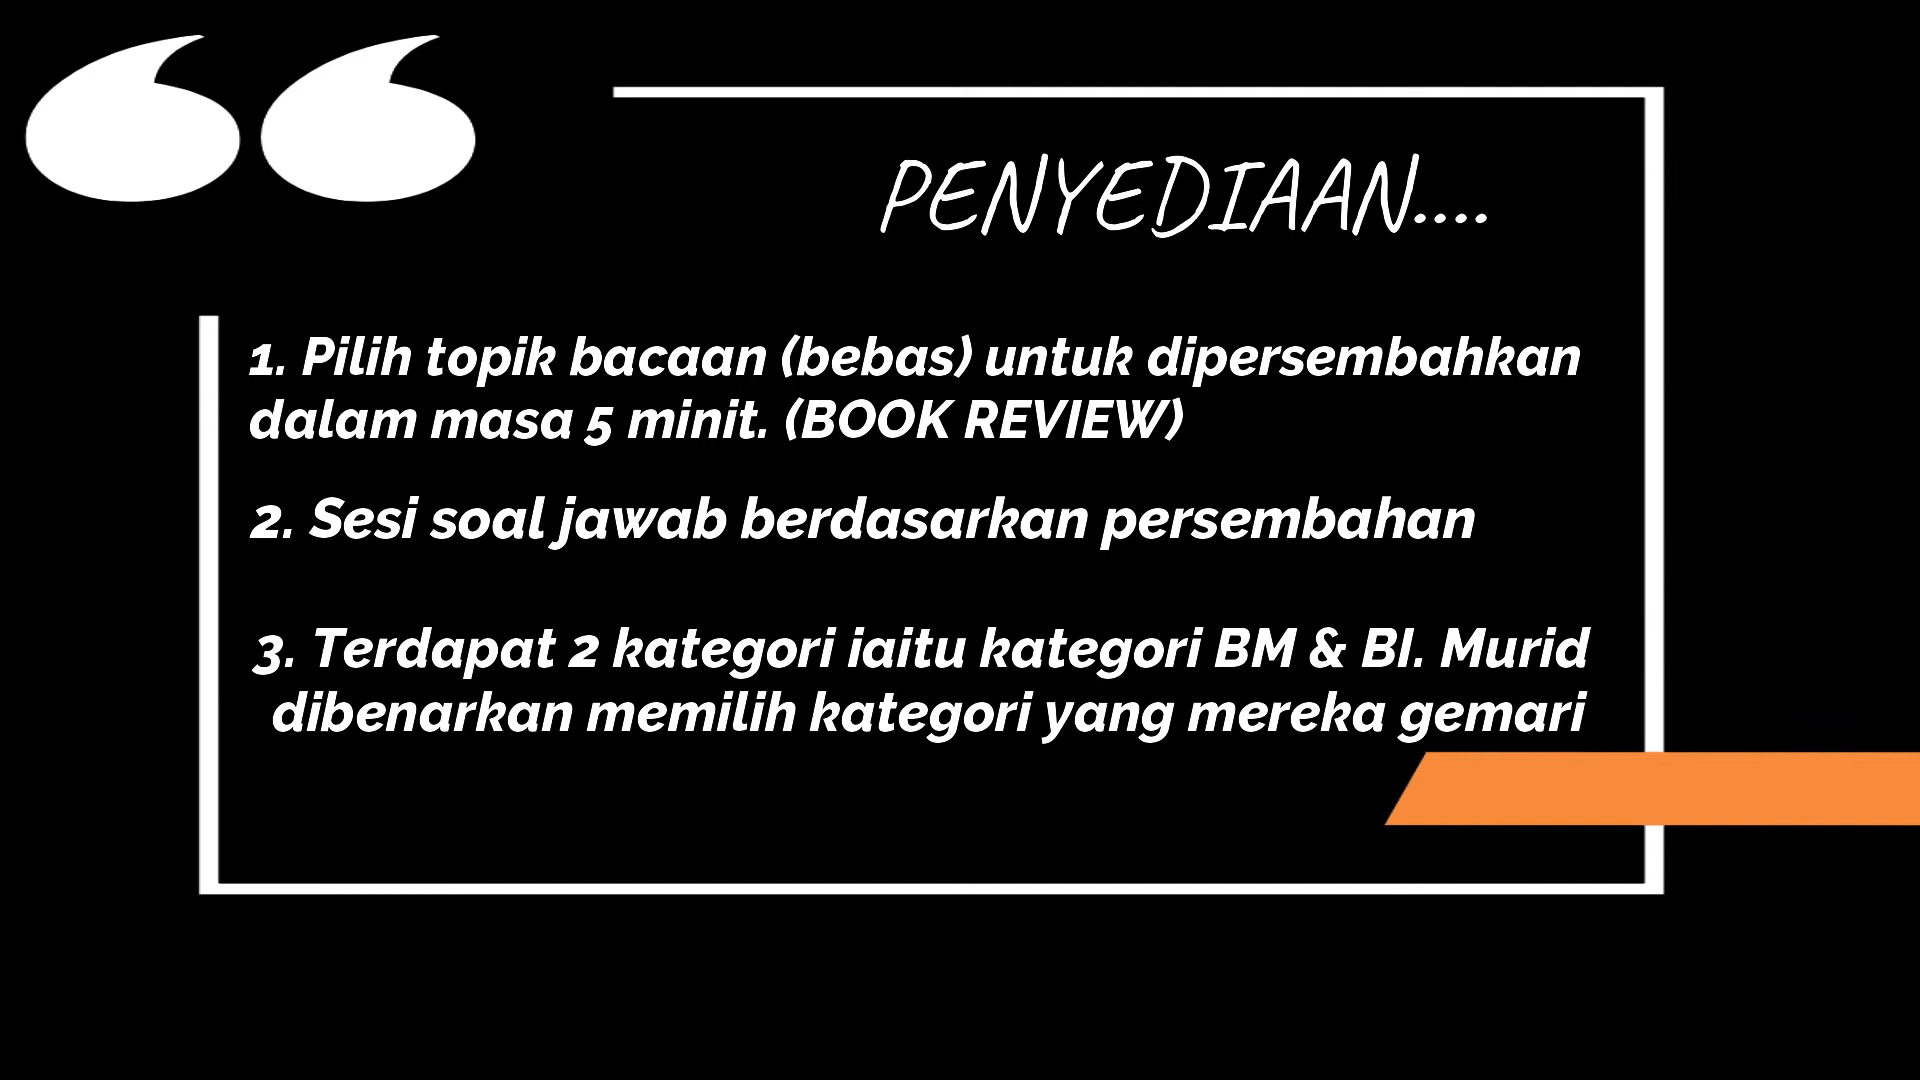 PENYEDIAAN....
1. Pilih topik bacaan (bebas) untuk dipersembahkan
dalam masa 5 minit. (BOOK REVIEW)
2. Sesi soal jawab berdasarkan persembahan
3. Terdapat 2 kategori iaitu kategori BM & BI. Murid
dibenarkan memilih kategori yang mereka gemari